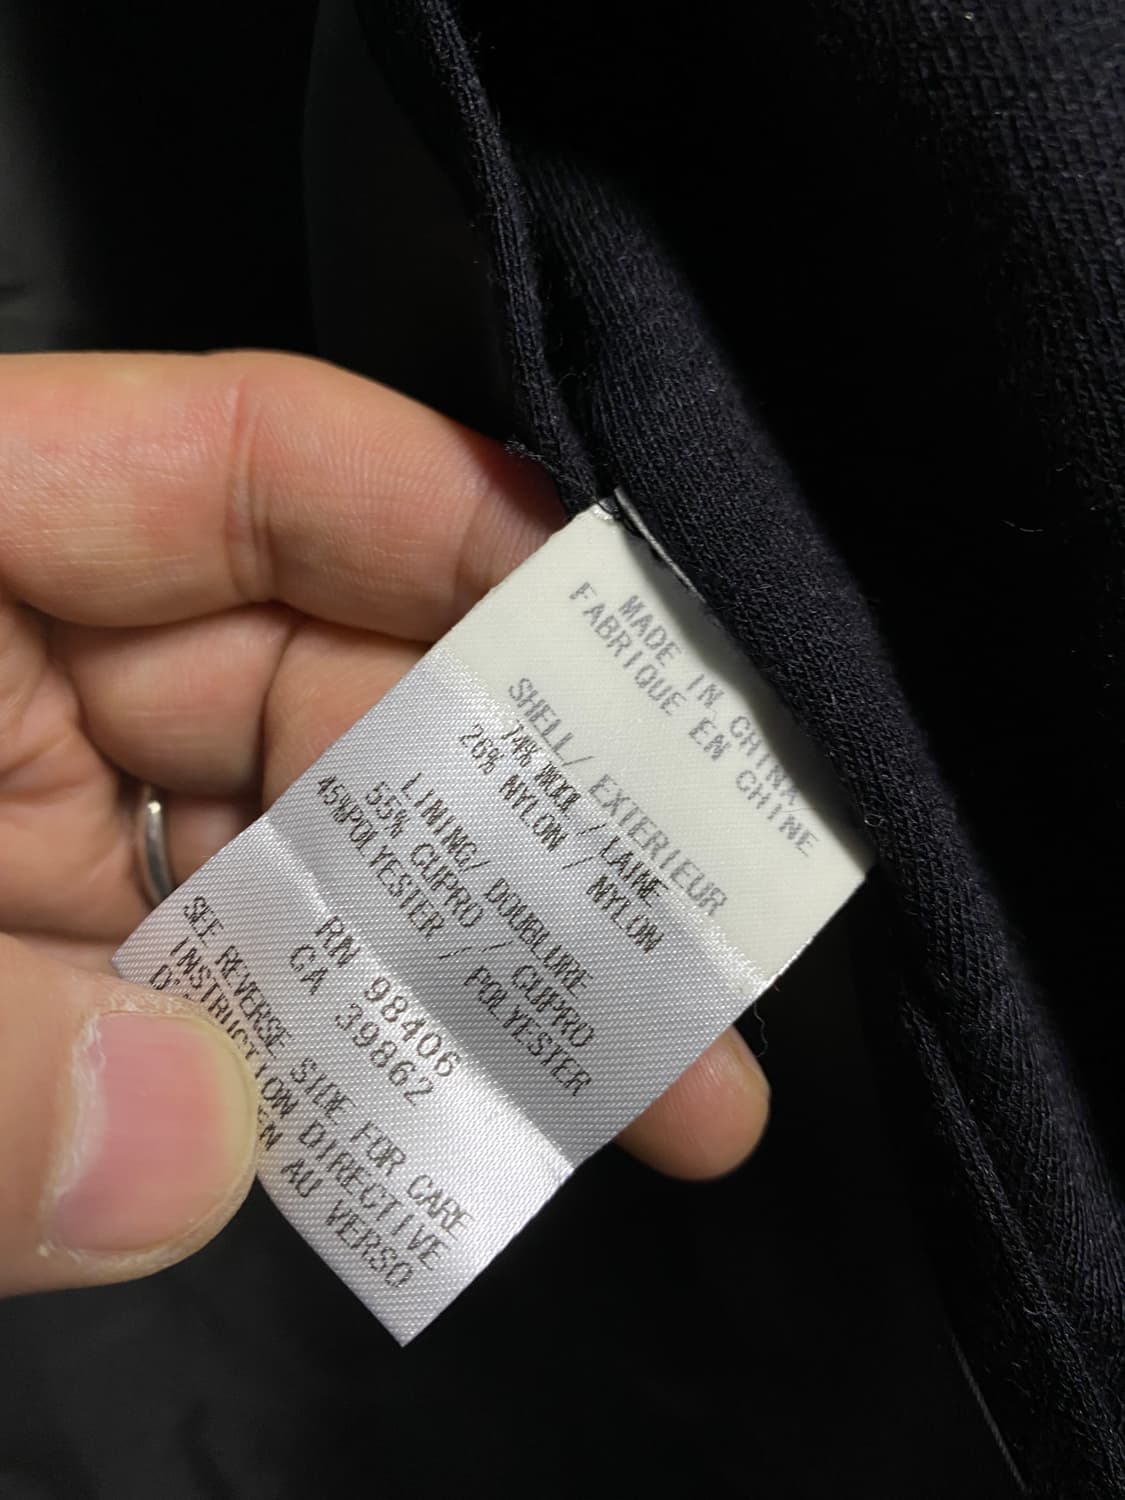 MADE IN CHINA
FABRIQUE EN CHINE
SHELL/ EXTERIEUR
74% WOOL / LAINE
26% NYLON / NYLON
LINING/ DOUBLURE
55% CUPRO / CUPRO
45%POLYESTER / POLYESTER
RN 98406
CA 39862
SEE REVERSE SIDE FOR CARE
INSTRUCTION DIRECTIVE
AU VERSO